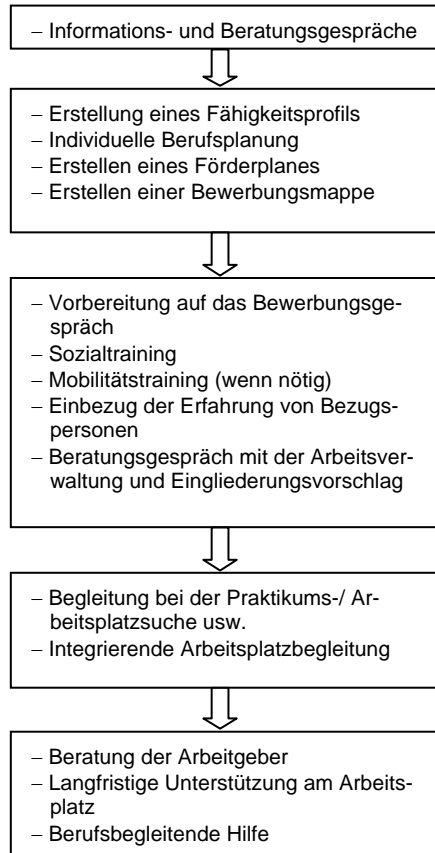 – Informations- und Beratungsgespräche
– Erstellung eines Fähigkeitsprofils
– Individuelle Berufsplanung
– Erstellen eines Förderplanes
– Erstellen einer Bewerbungsmappe
– Vorbereitung auf das Bewerbungsge-
spräch
– Sozialtraining
– Mobilitätstraining (wenn nötig)
– Einbezug der Erfahrung von Bezugs-
personen
– Beratungsgespräch mit der Arbeitsver-
waltung und Eingliederungsvorschlag
– Begleitung bei der Praktikums-/ Ar-
beitsplatzsuche usw.
– Integrierende Arbeitsplatzbegleitung
– Beratung der Arbeitgeber
– Langfristige Unterstützung am Arbeits-
platz
– Berufsbegleitende Hilfe